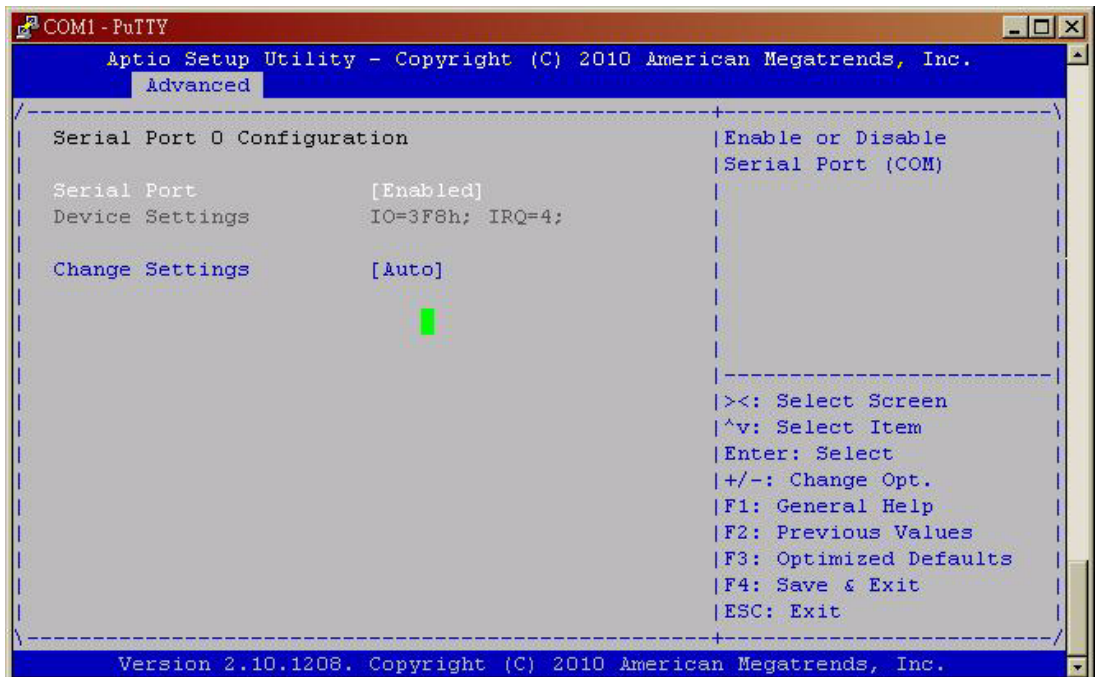 COM1 - PuTTY
Aptio Setup Utility - Copyright (C) 2010 American Megatrends, Inc.
Advanced
Serial Port 0 Configuration
Serial Port [Enabled]
Device Settings IO=3F8h; IRQ=4;
Change Settings [Auto]
Enable or Disable
Serial Port (COM)
><: Select Screen
^v: Select Item
Enter: Select
+/-: Change Opt.
F1: General Help
F2: Previous Values
F3: Optimized Defaults
F4: Save & Exit
ESC: Exit
Version 2.10.1208. Copyright (C) 2010 American Megatrends, Inc.